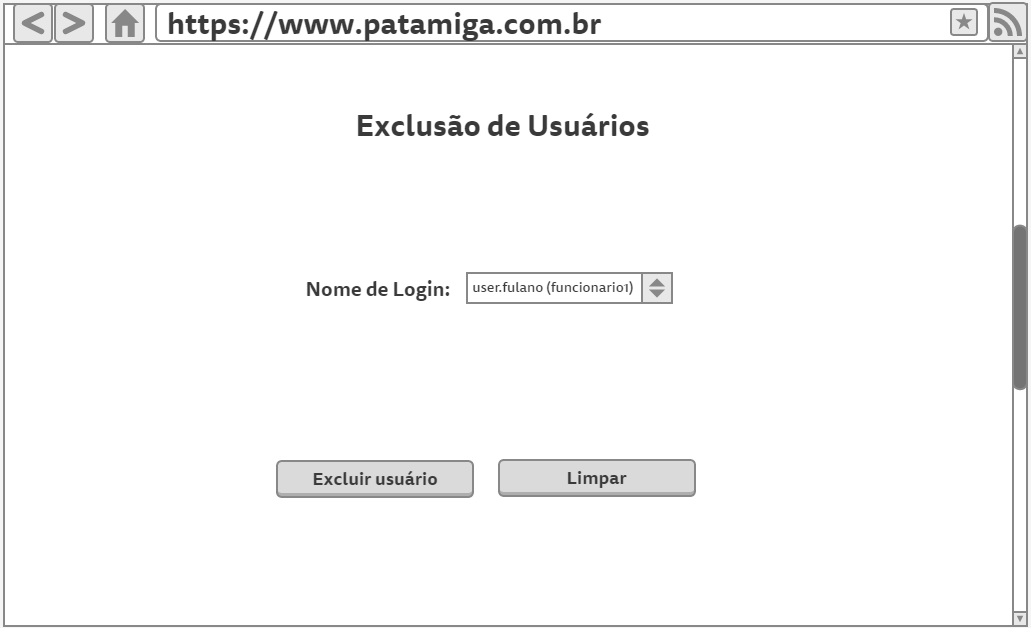 https://www.patamiga.com.br
Exclusão de Usuários
Nome de Login: user.fulano (funcionario1)
Excluir usuário Limpar